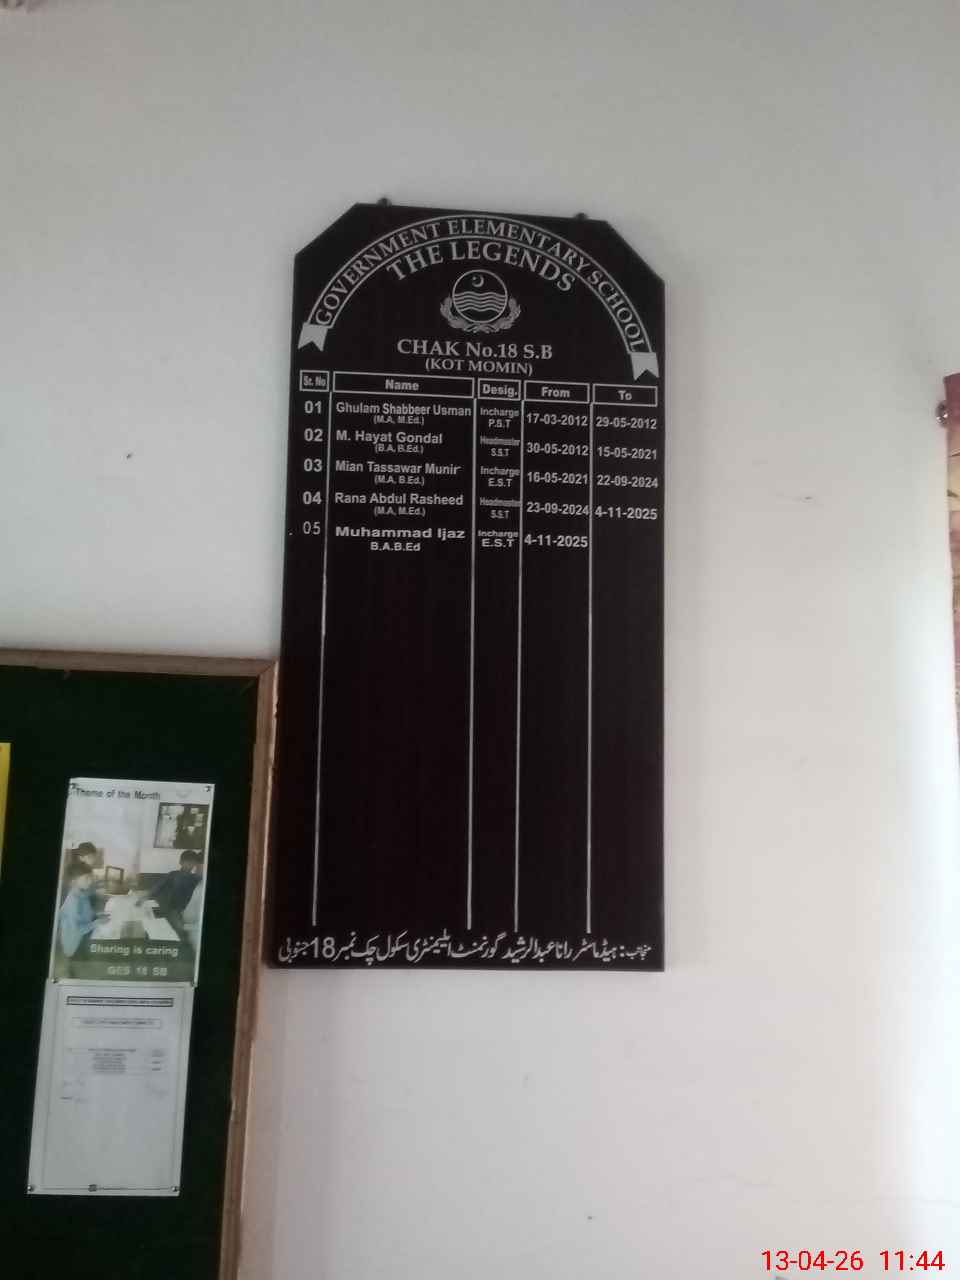 GOVERNMENT ELEMENTARY SCHOOL
THE LEGENDS
CHAK No.18 S.B
(KOT MOMIN)
Sr. No Name Desig. From To
01 Ghulam Shabbeer Usman (M.A, M.Ed.) Incharge P.S.T 17-03-2012 29-05-2012
02 M. Hayat Gondal (B.A, B.Ed.) Headmaster S.S.T 30-05-2012 15-05-2021
03 Mian Tassawar Munir (M.A, B.Ed.) Incharge E.S.T 16-05-2021 22-09-2024
04 Rana Abdul Rasheed (M.A, M.Ed.) Headmaster S.S.T 23-09-2024 4-11-2025
05 Muhammad Ijaz B.A.B.Ed Incharge E.S.T 4-11-2025
منجانب: ہیڈماسٹر رانا عبدالرشید گورنمنٹ ایلیمنٹری سکول چک نمبر 18 جنوبی
Theme of the Month
Sharing is caring
GES 18 SB
13-04-26 11:44